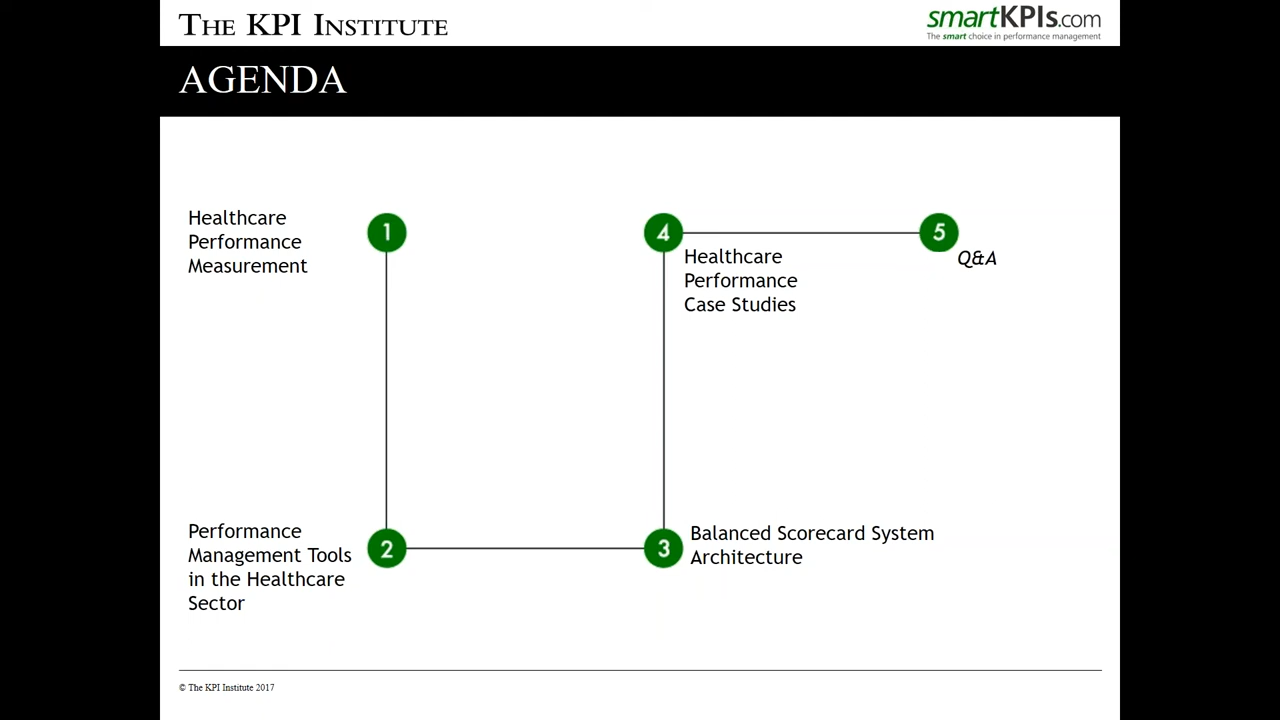 THE KPI INSTITUTE
smartKPIs.com
The smart choice in performance management
AGENDA
Healthcare
Performance
Measurement
1
Performance
Management Tools
in the Healthcare
Sector
2
3
Balanced Scorecard System
Architecture
4
Healthcare
Performance
Case Studies
5
Q&A
© The KPI Institute 2017